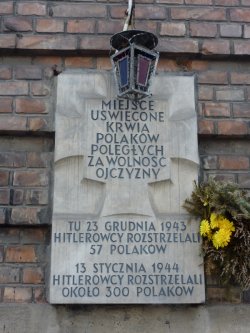 MIEJSCE
UŚWIĘCONE
KRWIĄ
POLAKÓW
POLEGŁYCH
ZA WOLNOŚĆ
OJCZYZNY
TU 23 GRUDNIA 1943
HITLEROWCY ROZSTRZELALI
57 POLAKÓW
13 STYCZNIA 1944
HITLEROWCY ROZSTRZELALI
OKOŁO 300 POLAKÓW